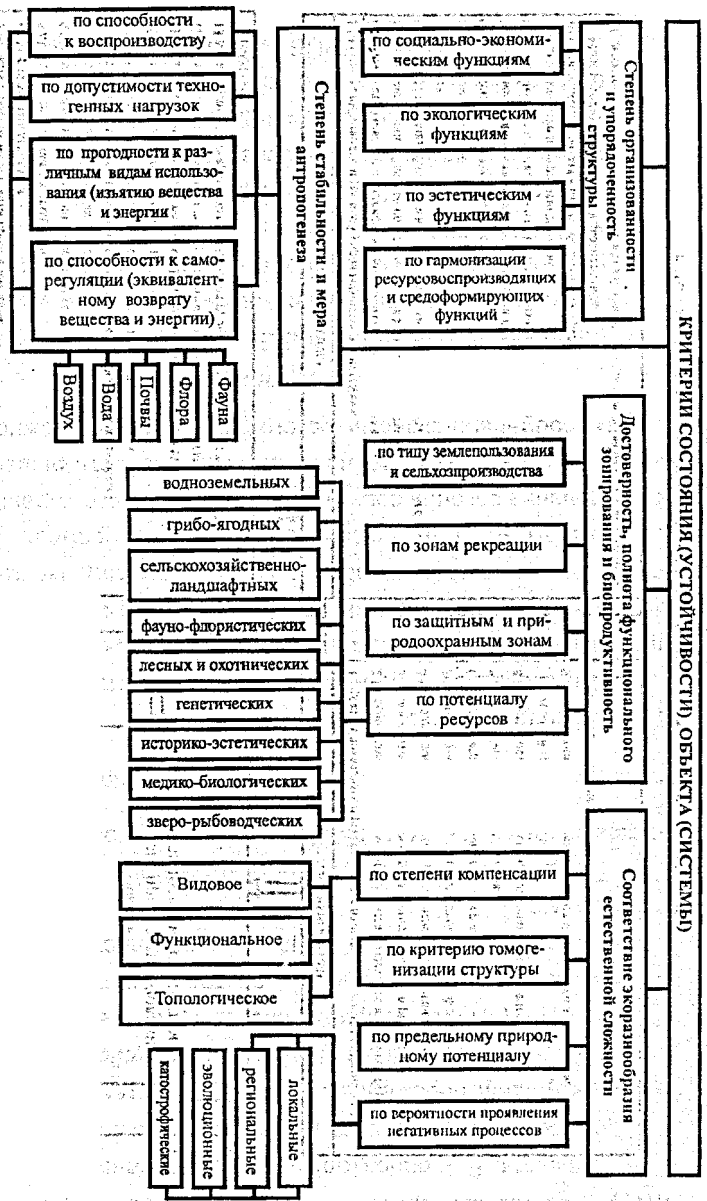 КРИТЕРИИ СОСТОЯНИЯ (УСТОЙЧИВОСТИ) ОБЪЕКТА (СИСТЕМЫ)
Степень организованности
и упорядоченность
структуры
по социально-экономи-
ческим функциям
по экологическим
функциям
по эстетическим
функциям
по гармонизации
ресурсовоспроизводящих
и средоформирующих
функций
Степень стабильности и мера
антропогенеза
по способности
к воспроизводству
по допустимости техно-
генных нагрузок
по прогодности к раз-
личным видам использо-
вания (изъятию вещества
и энергии
по способности к само-
регуляции (эквивалент-
ному возврату
вещества и энергии)
Воздух
Вода
Почвы
Флора
Фауна
Достоверность, полнота функционального
зонирования и биопродуктивность
по типу землепользования
и сельхозпроизводства
по зонам рекреации
по защитным и при-
родоохранным зонам
по потенциалу
ресурсов
водноземельных
грибо-ягодных
сельскохозяйственно-
ландшафтных
фауно-флористических
лесных и охотнических
генетических
историко-эстетических
медико-биологических
зверо-рыбоводческих
Соответствие экоразнообразия
естественной сложности
по степени компенсации
по критерию гомоге-
низации структуры
по предельному природ-
ному потенциалу
по вероятности проявления
негативных процессов
Видовое
Функциональное
Топологическое
катострофические
эволюционные
региональные
локальные